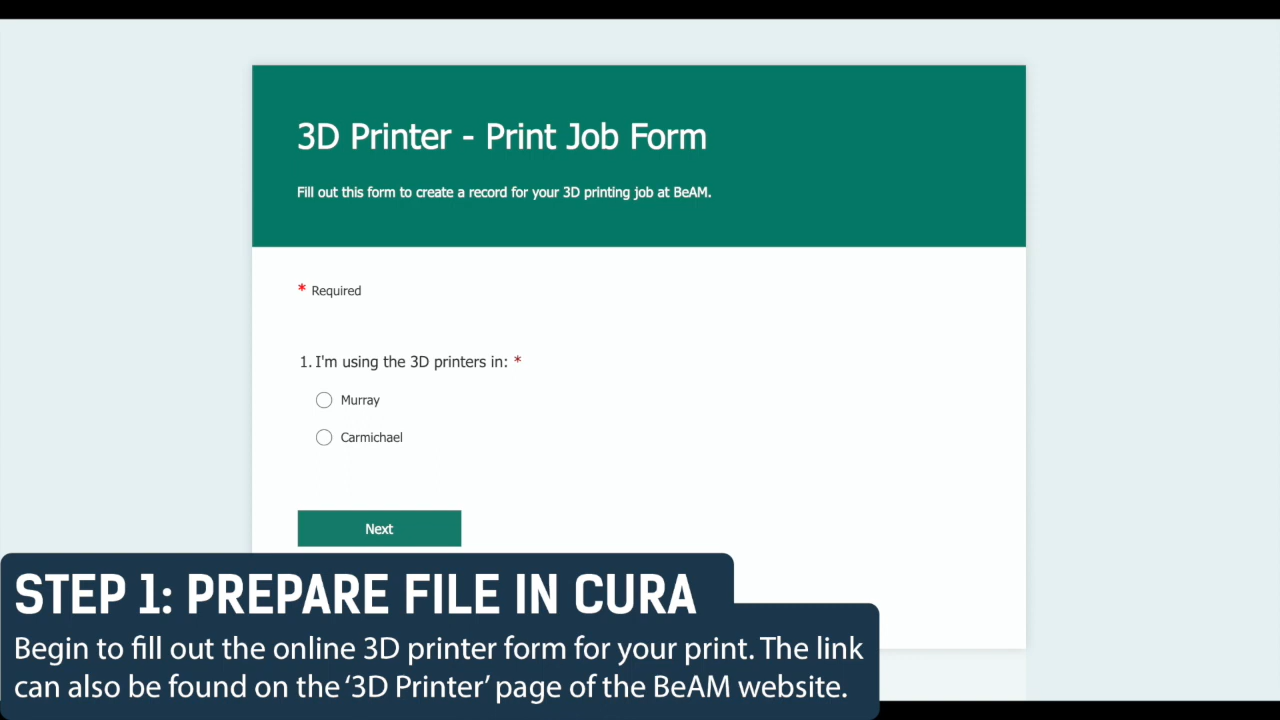 3D Printer - Print Job Form
Fill out this form to create a record for your 3D printing job at BeAM.
* Required
1. I'm using the 3D printers in: *
Murray
Carmichael
Next
STEP 1: PREPARE FILE IN CURA
Begin to fill out the online 3D printer form for your print. The link
can also be found on the ‘3D Printer’ page of the BeAM website.